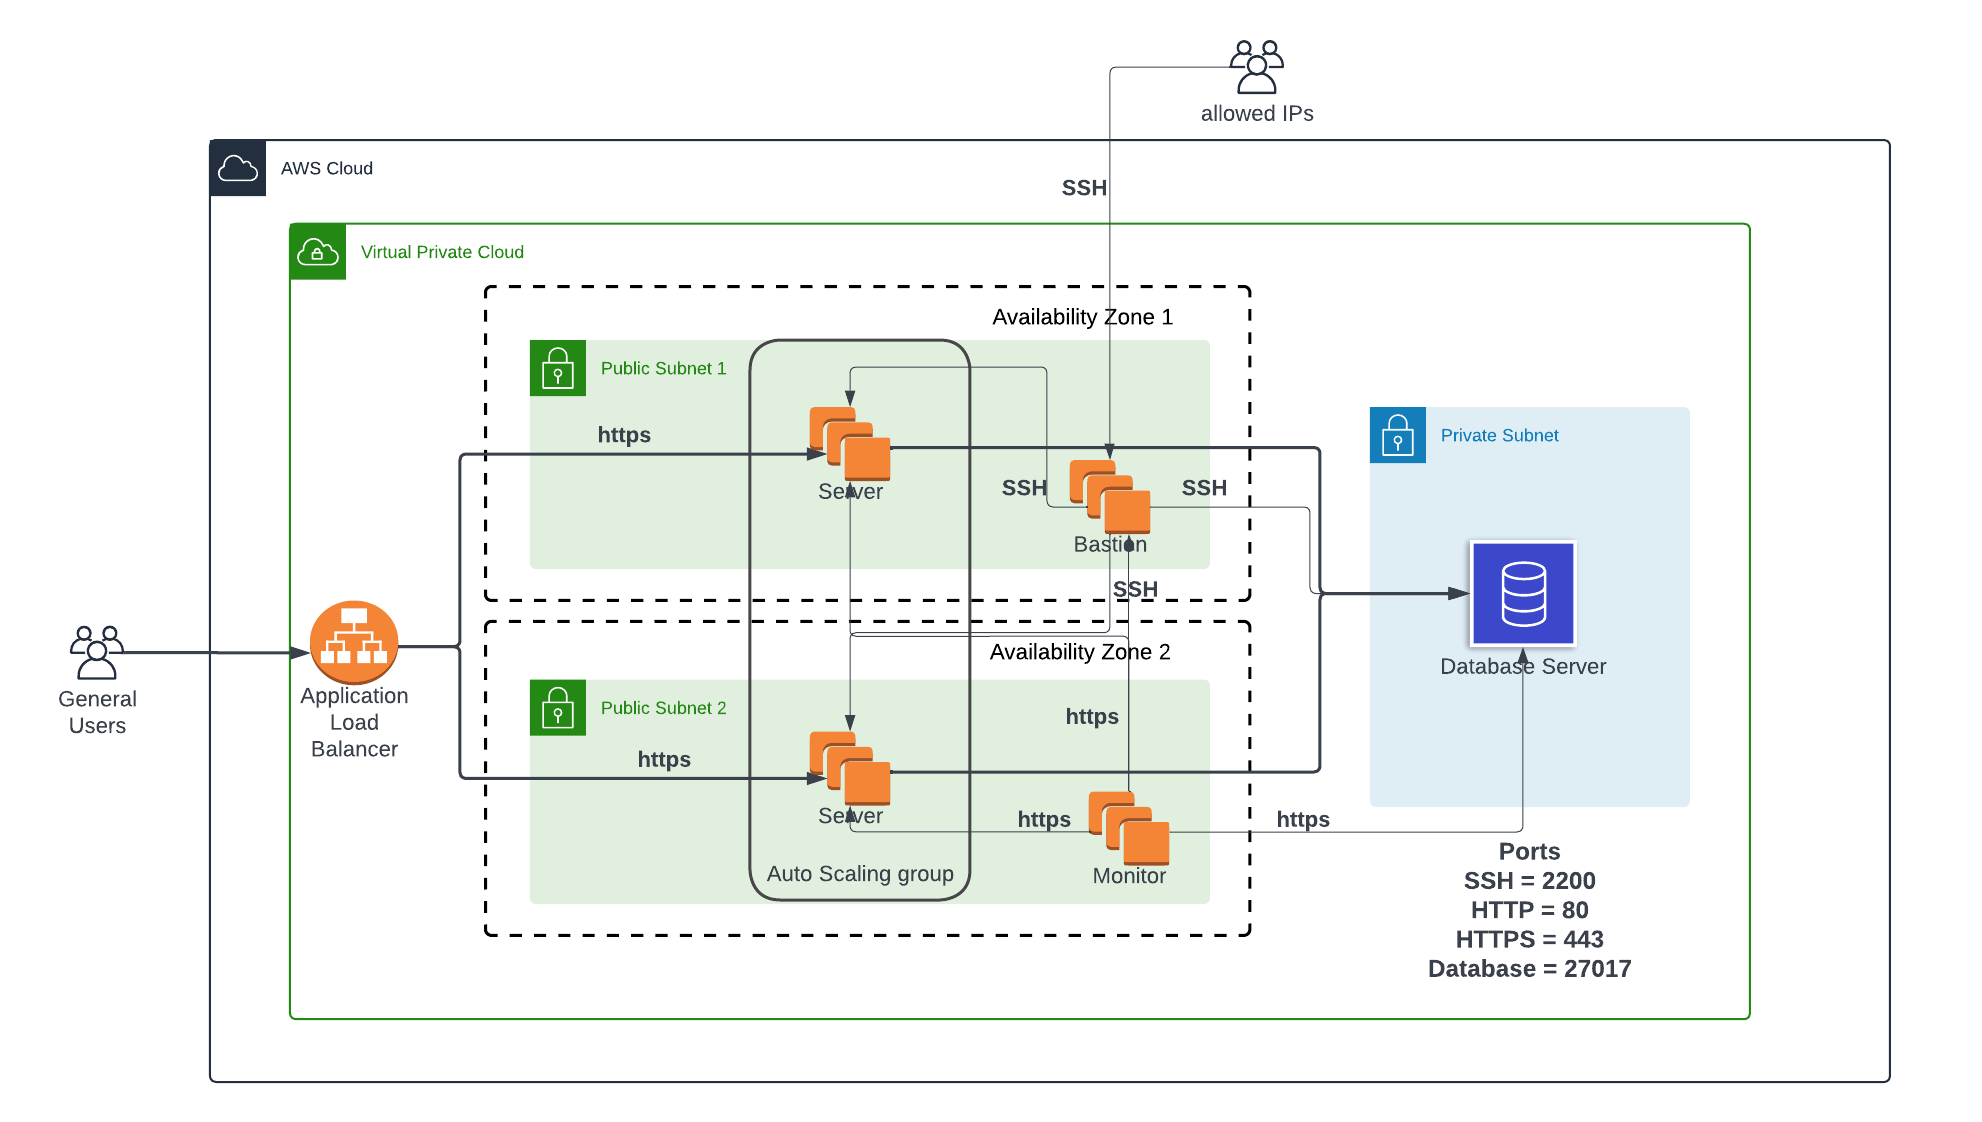 allowed IPs
AWS Cloud
SSH
Virtual Private Cloud
Availability Zone 1
Public Subnet 1
https
Server
SSH
SSH
Bastion
SSH
Private Subnet
Database Server
General
Users
Application
Load
Balancer
Availability Zone 2
Public Subnet 2
https
https
Server
https
https
Auto Scaling group
Monitor
Ports
SSH = 2200
HTTP = 80
HTTPS = 443
Database = 27017